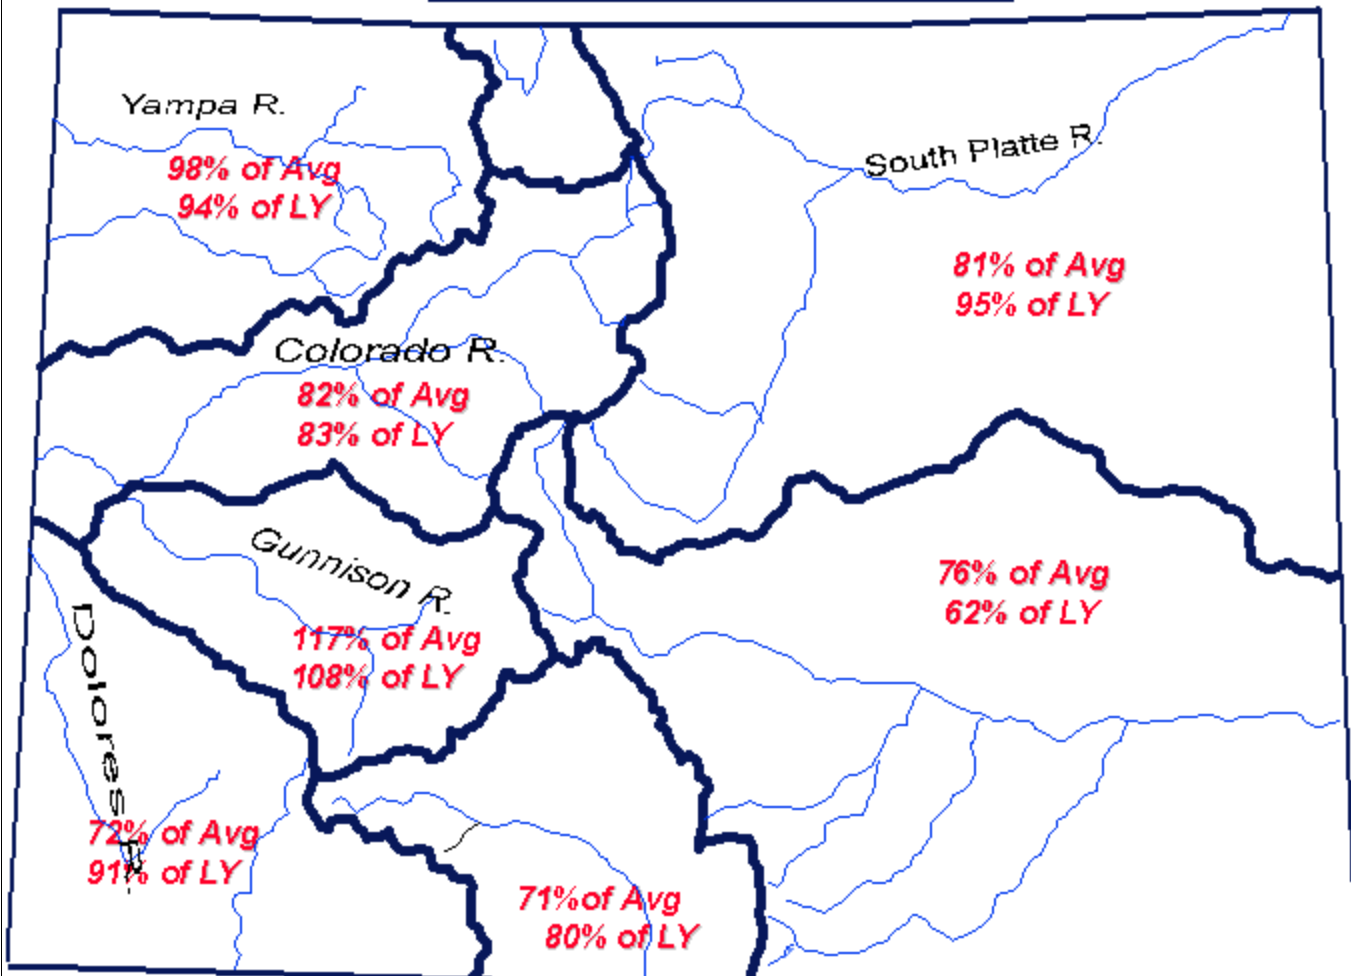 Yampa R.
98% of Avg
94% of LY
South Platte R.
81% of Avg
95% of LY
Colorado R.
82% of Avg
83% of LY
Gunnison R.
117% of Avg
108% of LY
76% of Avg
62% of LY
Dolores R.
72% of Avg
91% of LY
71%of Avg
80% of LY